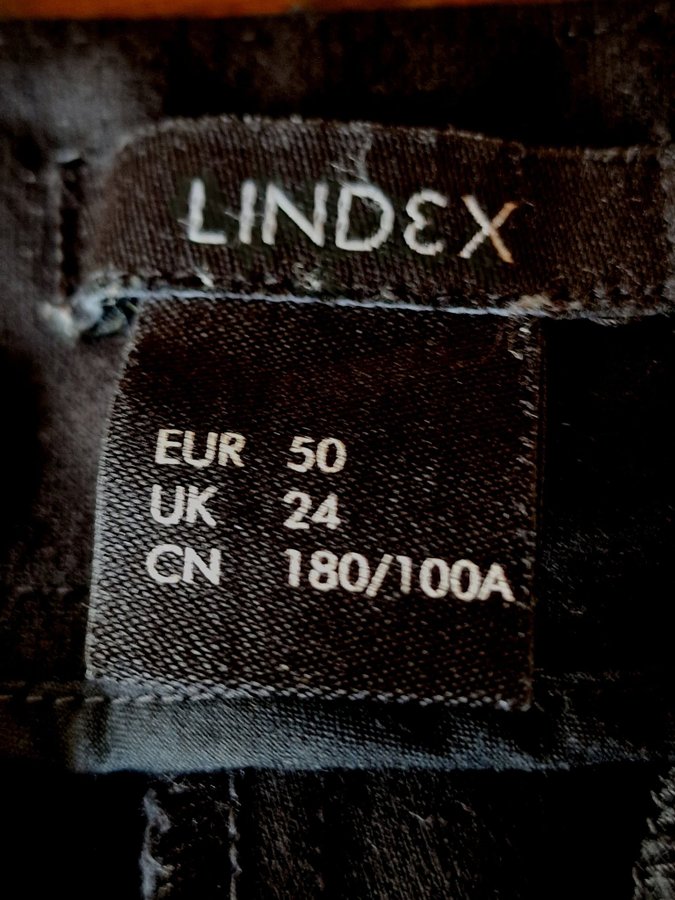 LINDEX
EUR 50
UK 24
CN 180/100A